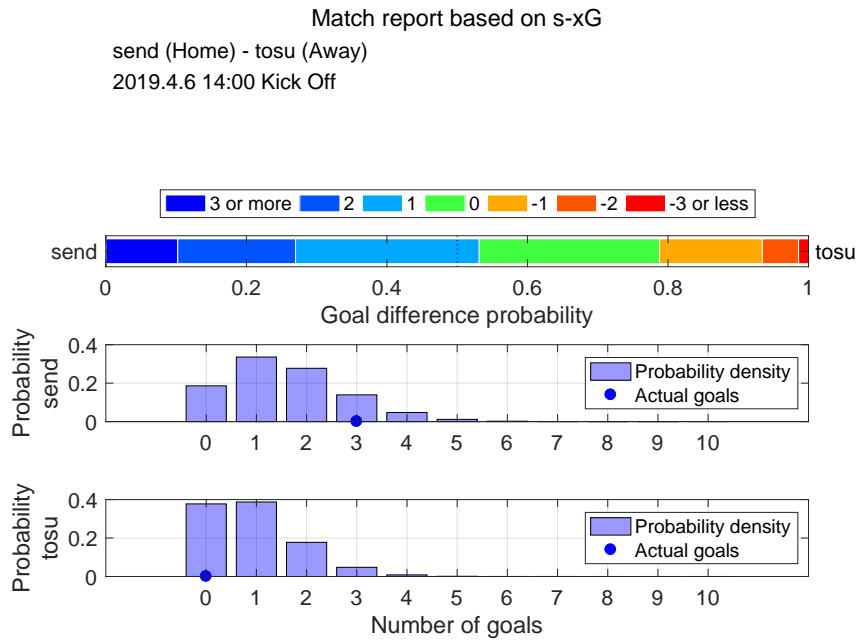 Match report based on s-xG
send (Home) - tosu (Away)
2019.4.6 14:00 Kick Off
3 or more 2 1 0 -1 -2 -3 or less
send tosu
0 0.2 0.4 0.6 0.8 1
Goal difference probability
Probability
send
0.4
0.2
0
Probability density
Actual goals
0 1 2 3 4 5 6 7 8 9 10
Probability
tosu
0.4
0.2
0
Probability density
Actual goals
0 1 2 3 4 5 6 7 8 9 10
Number of goals